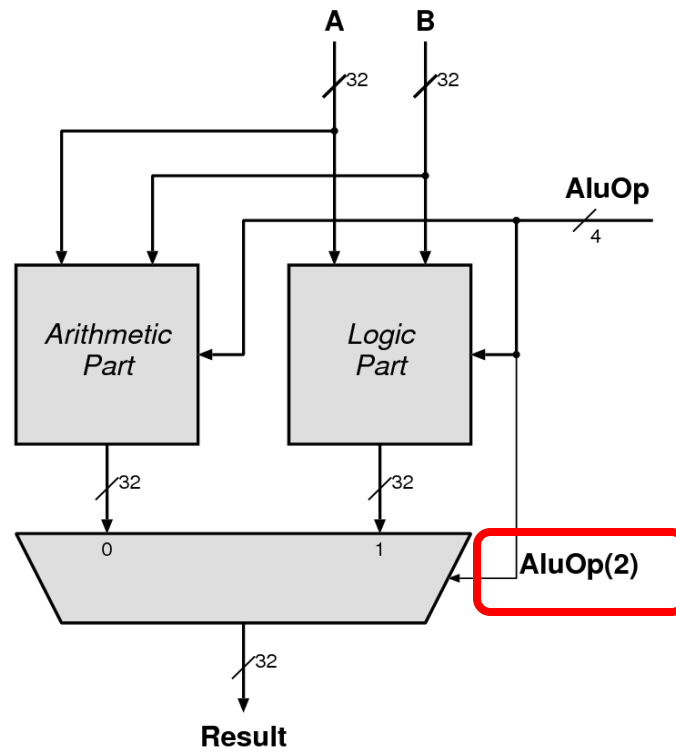 A B
32 32
AluOp
4
Arithmetic
Part
Logic
Part
32 32
0 1
AluOp(2)
32
Result